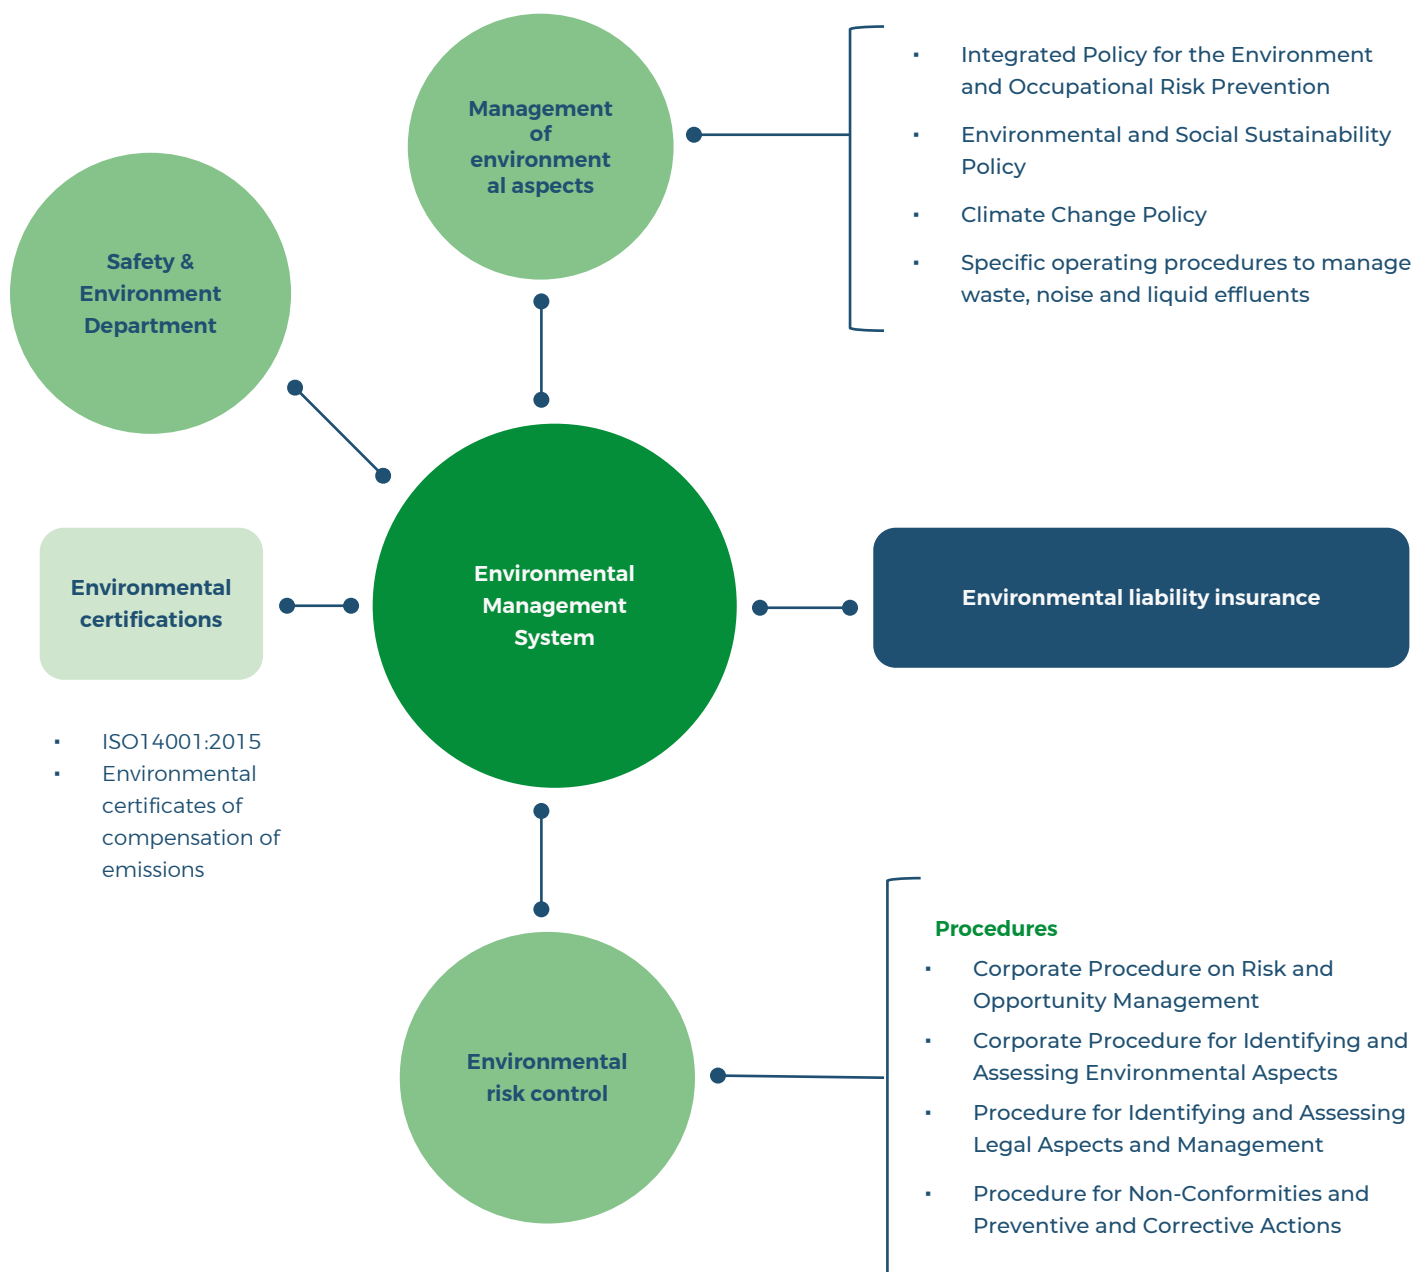 Management
of
environment
al aspects
▪ Integrated Policy for the Environment
and Occupational Risk Prevention
▪ Environmental and Social Sustainability
Policy
▪ Climate Change Policy
▪ Specific operating procedures to manage
waste, noise and liquid effluents
Safety &
Environment
Department
Environmental
certifications
Environmental
Management
System
Environmental liability insurance
▪ ISO14001:2015
▪ Environmental
certificates of
compensation of
emissions
Environmental
risk control
Procedures
▪ Corporate Procedure on Risk and
Opportunity Management
▪ Corporate Procedure for Identifying and
Assessing Environmental Aspects
▪ Procedure for Identifying and Assessing
Legal Aspects and Management
▪ Procedure for Non-Conformities and
Preventive and Corrective Actions